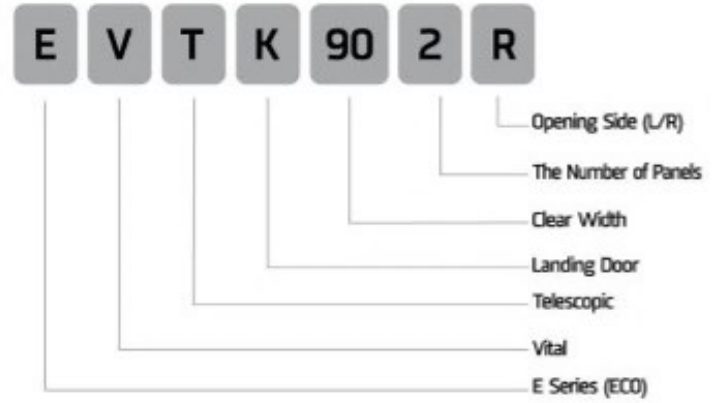 E V T K 90 2 R
Opening Side (L/R)
The Number of Panels
Clear Width
Landing Door
Telescopic
Vital
E Series (ECO)